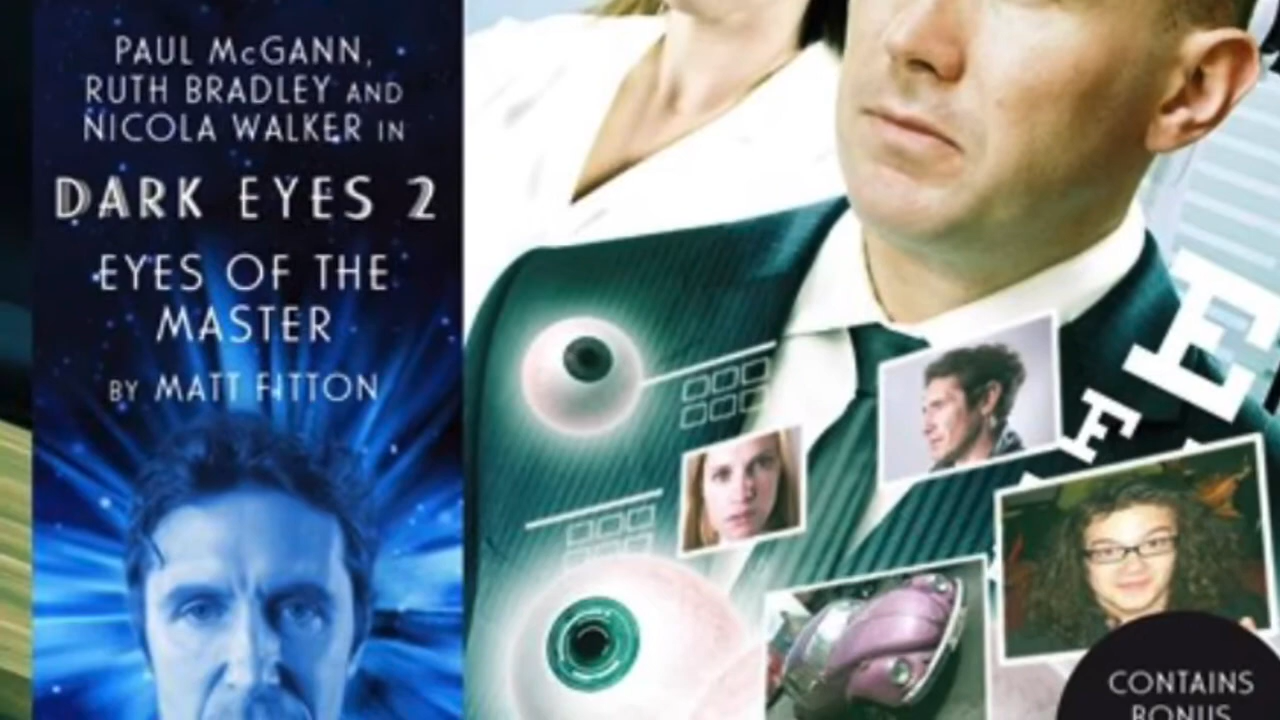 PAUL McGANN,
RUTH BRADLEY AND
NICOLA WALKER IN
DARK EYES 2
EYES OF THE
MASTER
BY MATT FITTON
E
F
CONTAINS
BONUS